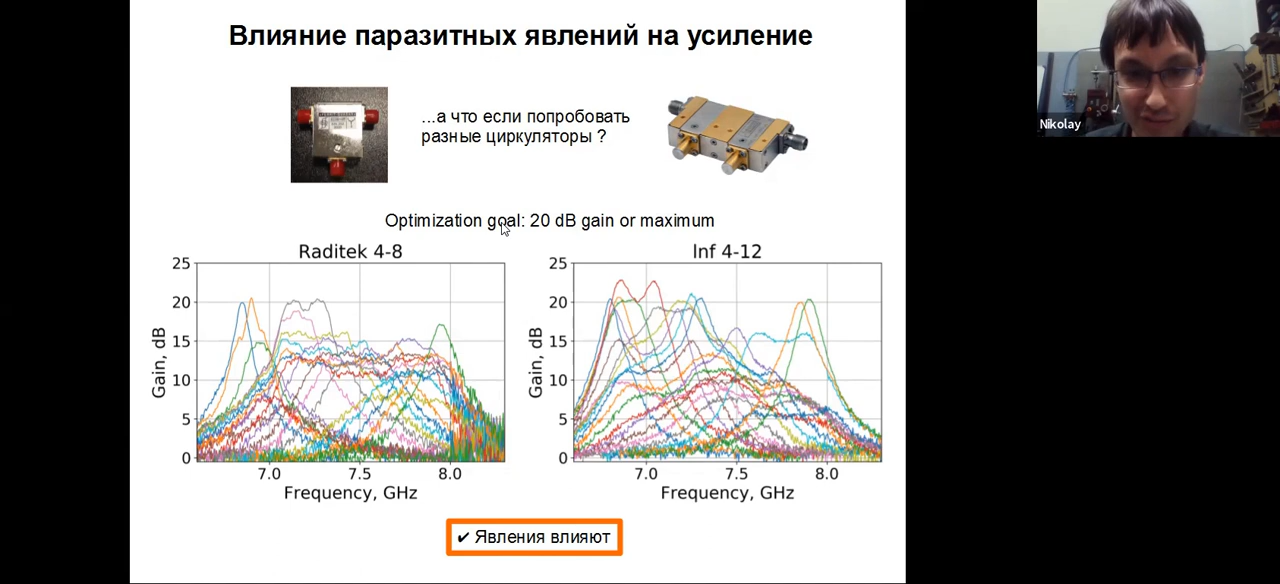 Влияние паразитных явлений на усиление
Nikolay
...а что если попробовать
разные циркуляторы ?
Optimization goal: 20 dB gain or maximum
Raditek 4-8
Inf 4-12
25
20
15
10
5
0
Gain, dB
7.0
7.5
8.0
Frequency, GHz
25
20
15
10
5
0
Gain, dB
7.0
7.5
8.0
Frequency, GHz
✔ Явления влияют